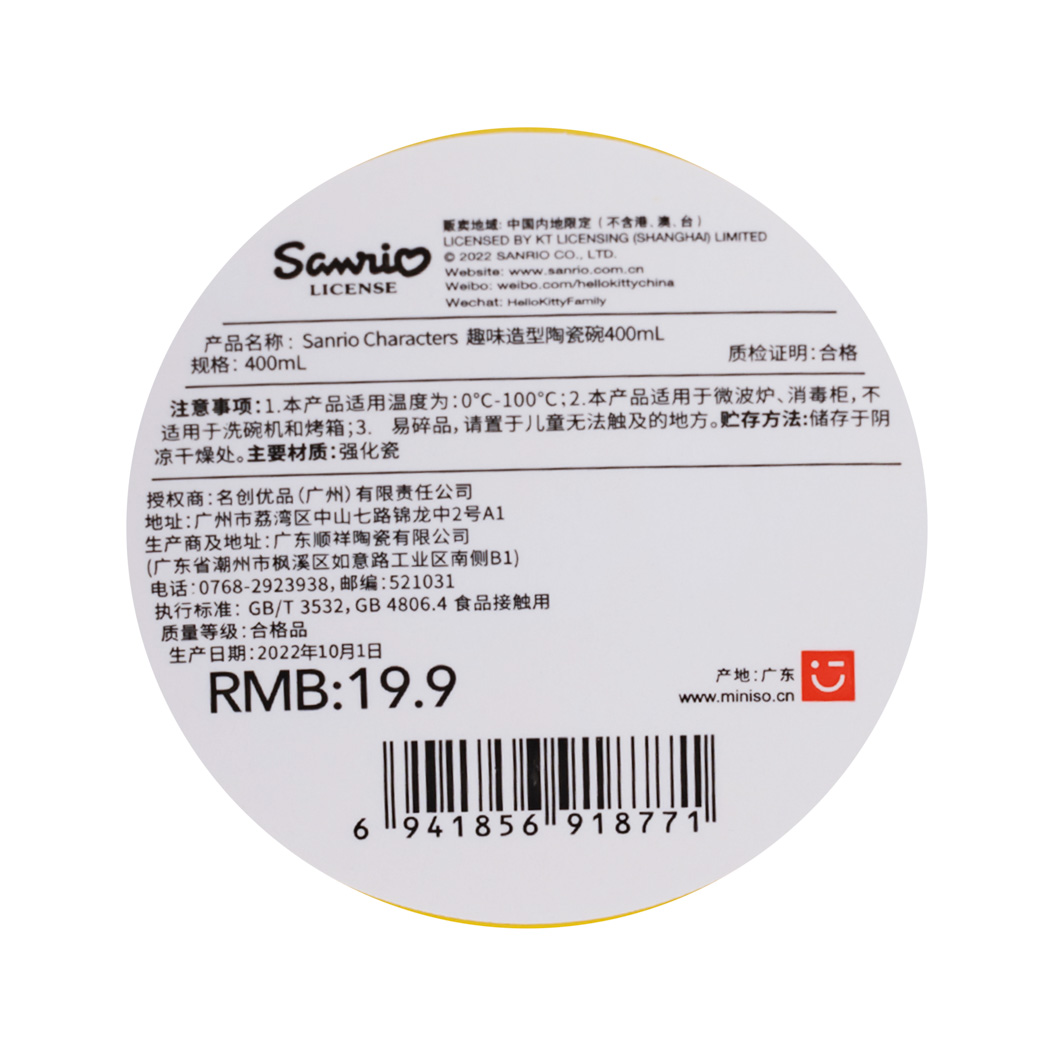 Sanrio
LICENSE
贩卖地域: 中国内地限定 (不含港、澳、台)
LICENSED BY KT LICENSING (SHANGHAI) LIMITED
© 2022 SANRIO CO., LTD.
Website: www.sanrio.com.cn
Weibo: weibo.com/hellokittychina
Wechat: HelloKittyFamily
产品名称: Sanrio Characters 趣味造型陶瓷碗400mL
规格: 400mL
质检证明:合格
注意事项:1.本产品适用温度为:0°C-100°C;2.本产品适用于微波炉、消毒柜,不
适用于洗碗机和烤箱;3. 易碎品,请置于儿童无法触及的地方。贮存方法:储存于阴
凉干燥处。主要材质:强化瓷
授权商:名创优品(广州)有限责任公司
地址:广州市荔湾区中山七路锦龙中2号A1
生产商及地址:广东顺祥陶瓷有限公司
(广东省潮州市枫溪区如意路工业区南侧B1)
电话:0768-2923938,邮编:521031
执行标准: GB/T 3532, GB 4806.4 食品接触用
质量等级:合格品
生产日期:2022年10月1日
RMB:19.9
产地:广东
www.miniso.cn
6 941856 918771